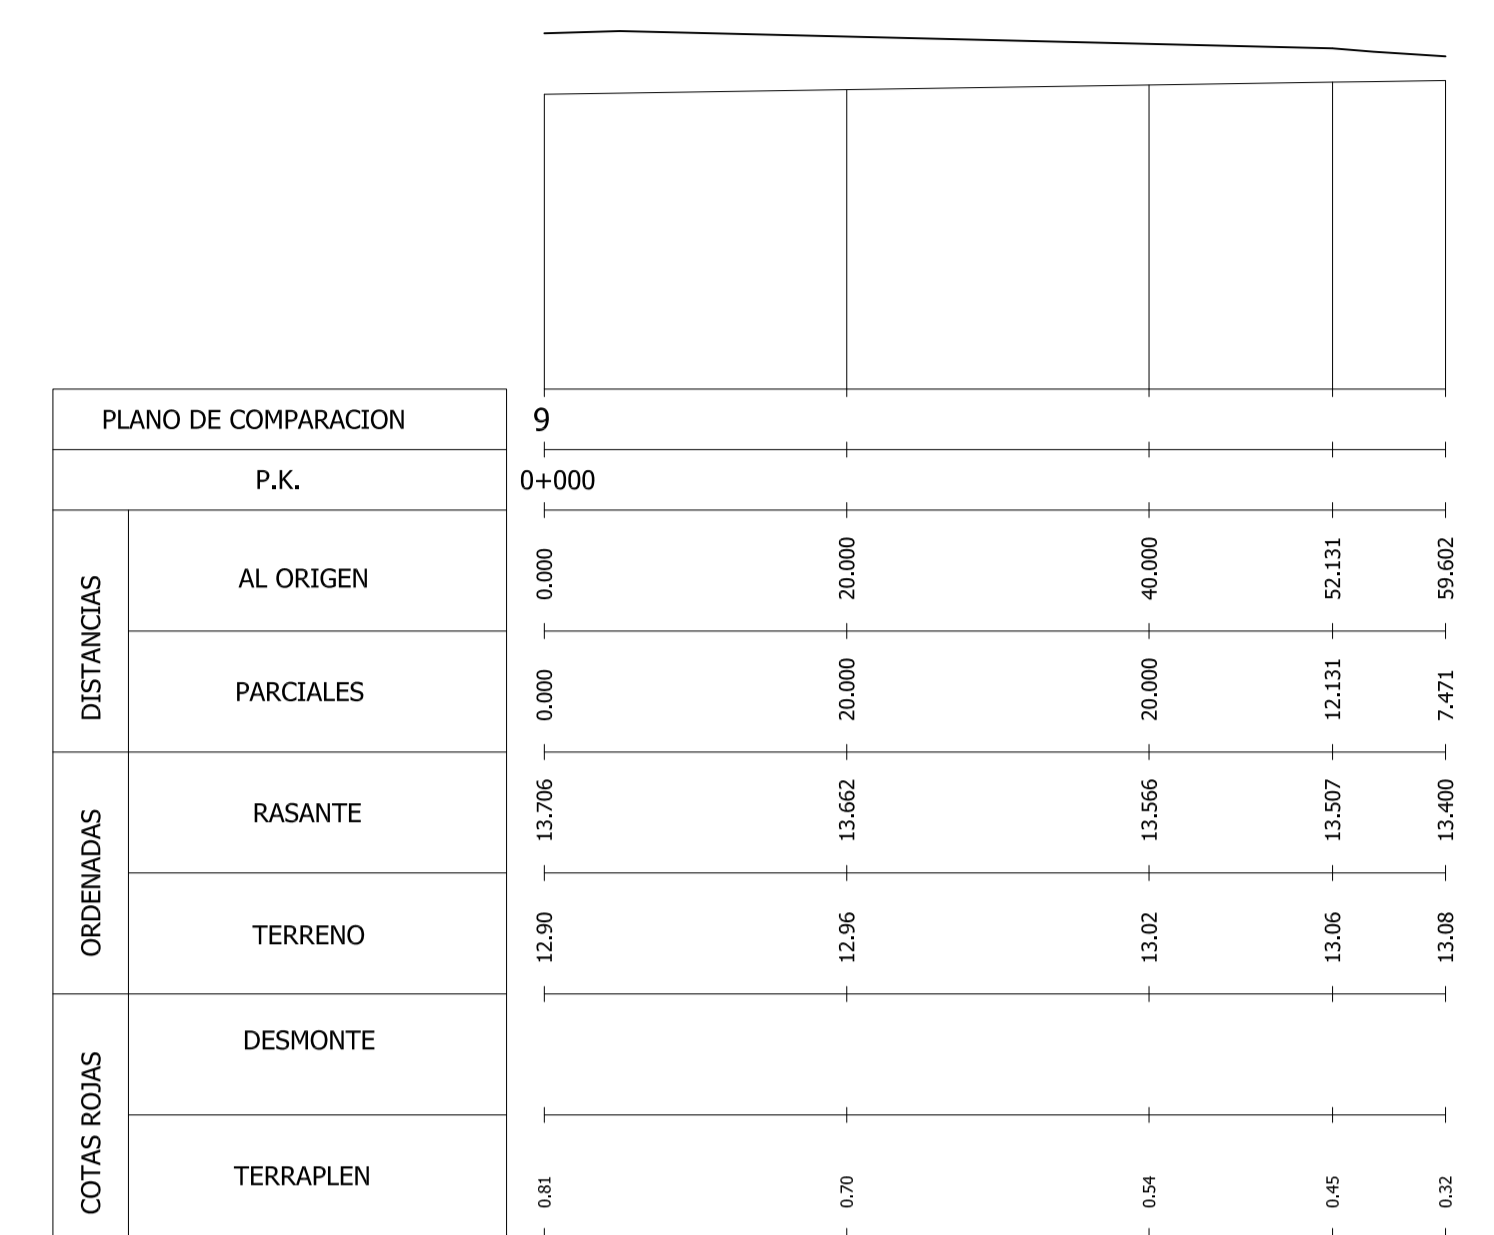 PLANO DE COMPARACION 9
P.K. 0+000
DISTANCIAS
AL ORIGEN 0.000 20.000 40.000 52.131 59.602
PARCIALES 0.000 20.000 20.000 12.131 7.471
ORDENADAS
RASANTE 13.706 13.662 13.566 13.507 13.400
TERRENO 12.90 12.96 13.02 13.06 13.08
COTAS ROJAS
DESMONTE
TERRAPLEN 0.81 0.70 0.54 0.45 0.32